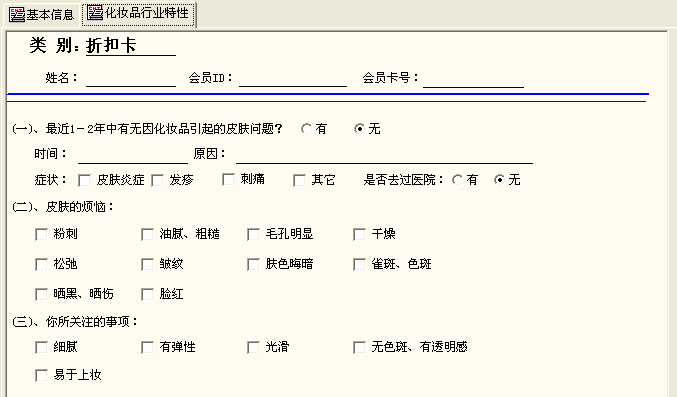 基本信息 化妆品行业特性
类 别：折扣卡
姓名： 会员ID： 会员卡号：
(一)、最近1－2年中有无因化妆品引起的皮肤问题？ 有 无
时间： 原因：
症状： 皮肤炎症 发疹 刺痛 其它 是否去过医院： 有 无
(二)、皮肤的烦恼：
粉刺 油腻、粗糙 毛孔明显 干燥
松弛 皱纹 肤色晦暗 雀斑、色斑
晒黑、晒伤 脸红
(三)、你所关注的事项：
细腻 有弹性 光滑 无色斑、有透明感
易于上妆